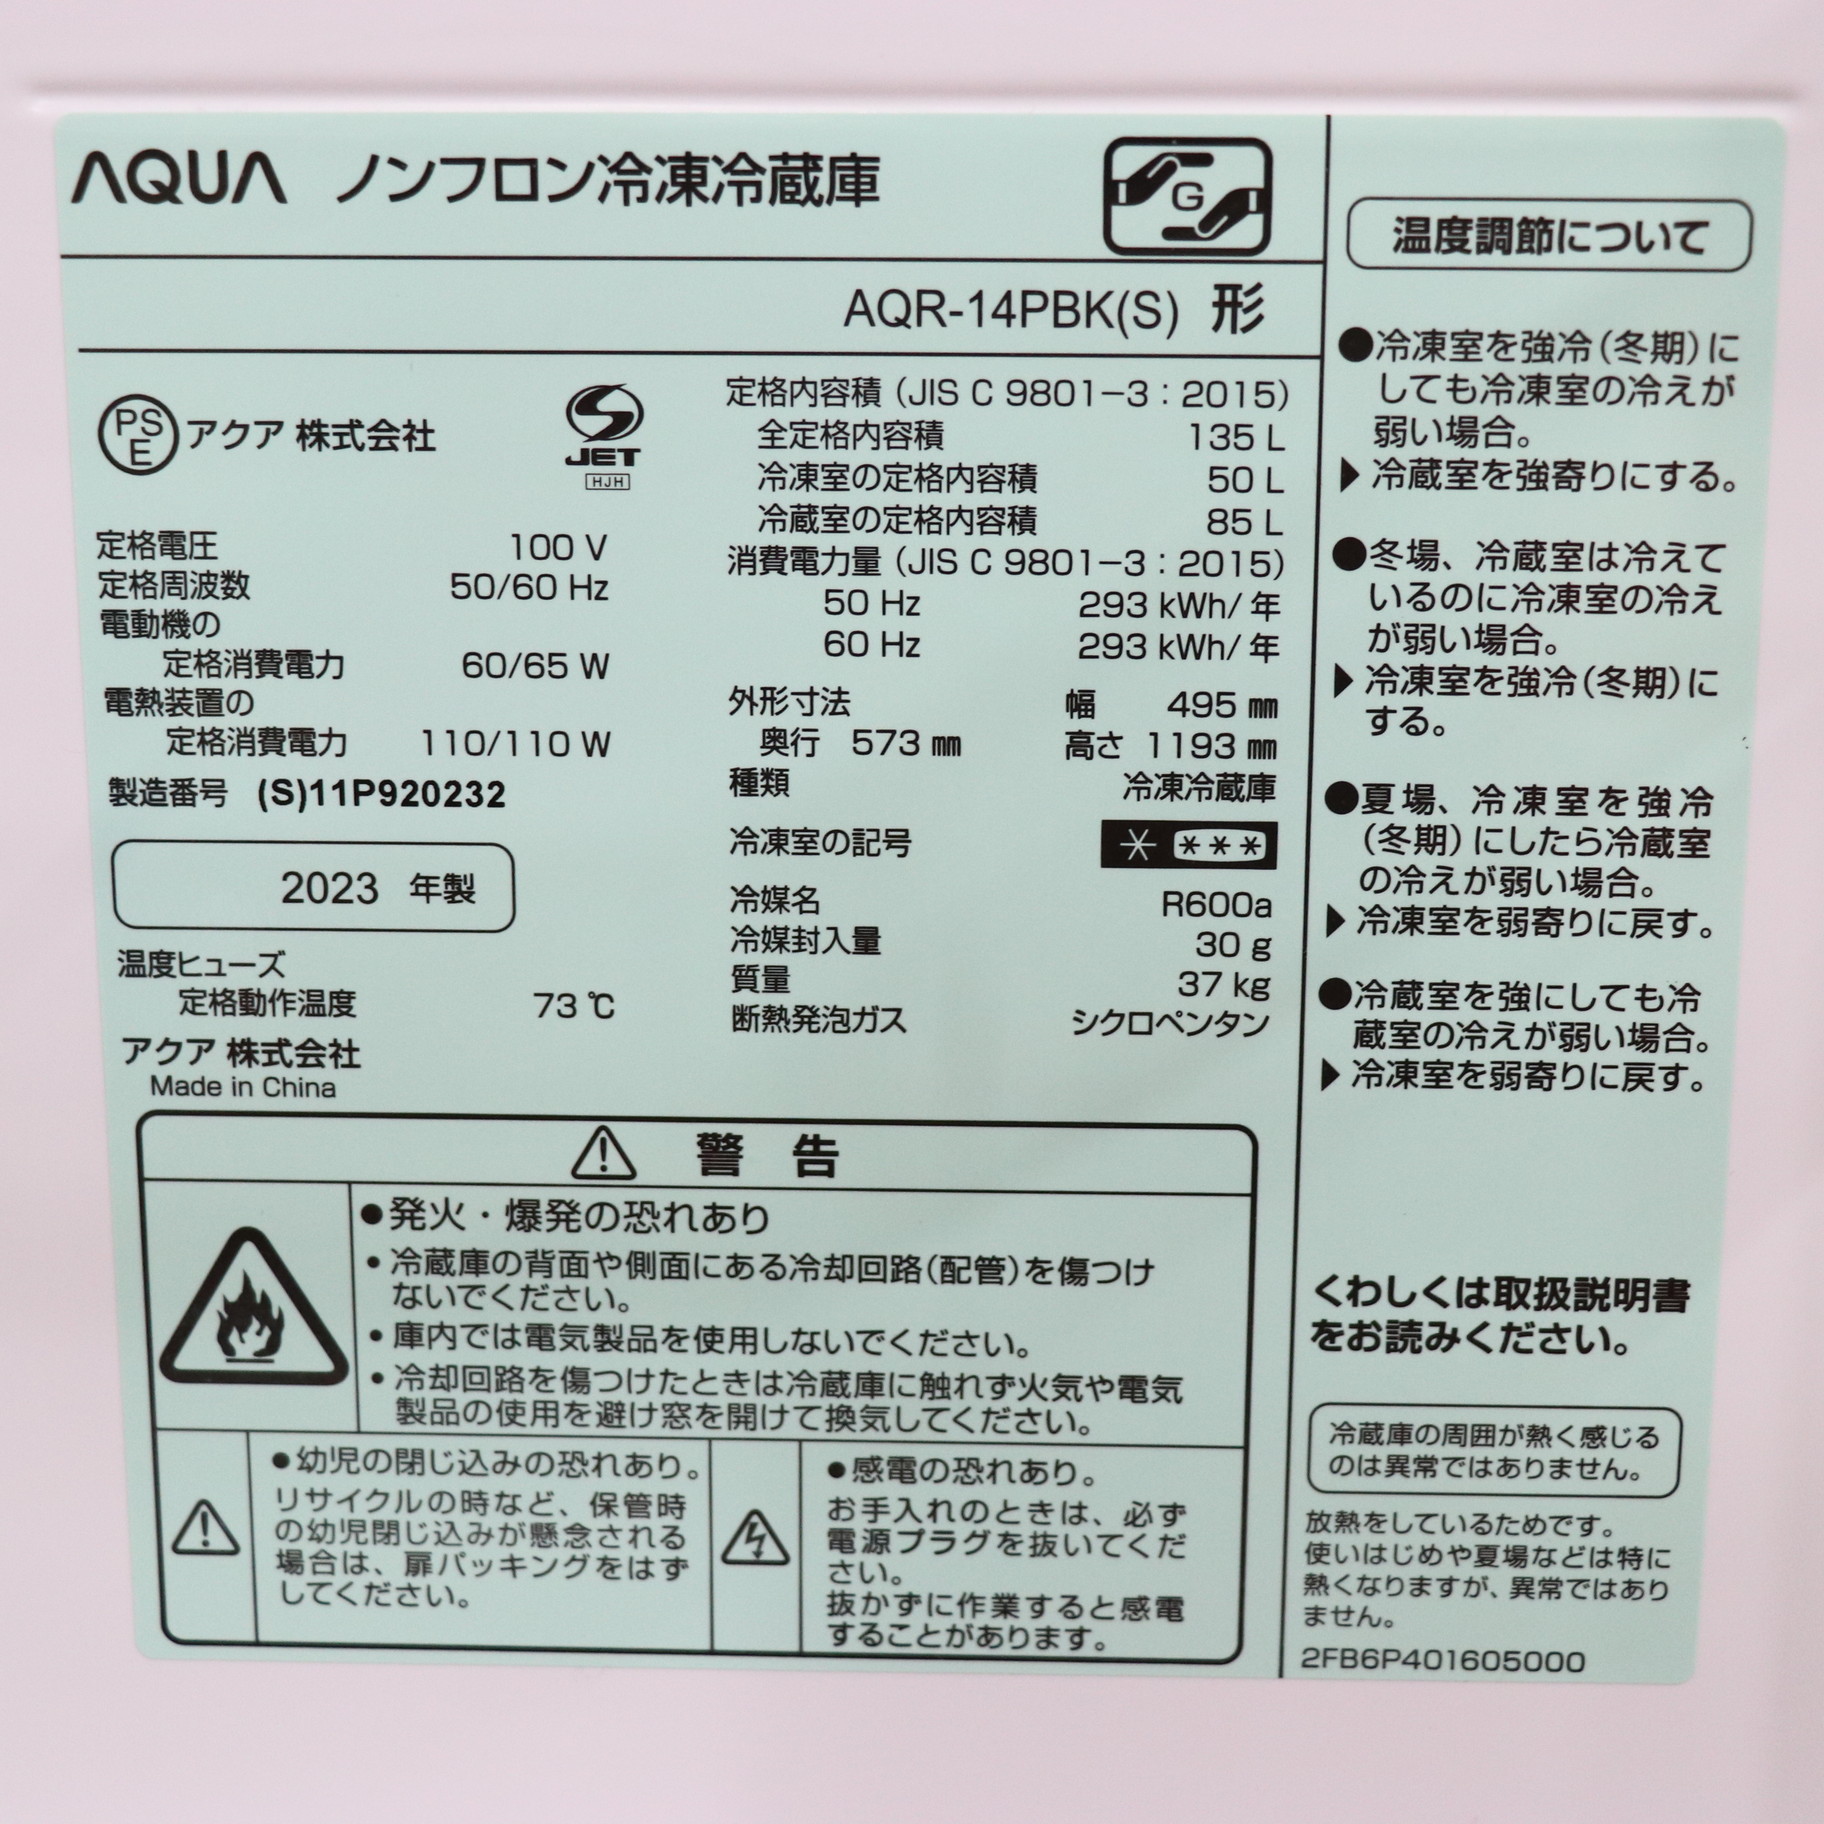 AQUA ノンフロン冷凍冷蔵庫
G
AQR-14PBK(S) 形
PS
E
アクア 株式会社
S
JET
HJH
定格電圧 100 V
定格周波数 50/60 Hz
電動機の
定格消費電力 60/65 W
電熱装置の
定格消費電力 110/110 W
製造番号 (S)11P920232
2023 年製
温度ヒューズ
定格動作温度 73 ℃
アクア 株式会社
Made in China
定格内容積 (JIS C 9801−3：2015)
全定格内容積 135 L
冷凍室の定格内容積 50 L
冷蔵室の定格内容積 85 L
消費電力量 (JIS C 9801−3：2015)
50 Hz 293 kWh/年
60 Hz 293 kWh/年
外形寸法 幅 495 ㎜
奥行 573 ㎜ 高さ 1193 ㎜
種類 冷凍冷蔵庫
冷凍室の記号 * ***
冷媒名 R600a
冷媒封入量 30 g
質量 37 kg
断熱発泡ガス シクロペンタン
⚠ 警 告
●発火・爆発の恐れあり
・冷蔵庫の背面や側面にある冷却回路(配管)を傷つけ
ないでください。
・庫内では電気製品を使用しないでください。
・冷却回路を傷つけたときは冷蔵庫に触れず火気や電気
製品の使用を避け窓を開けて換気してください。
●幼児の閉じ込みの恐れあり。
リサイクルの時など、保管時
の幼児閉じ込みが懸念される
場合は、扉パッキングをはず
してください。
●感電の恐れあり。
お手入れのときは、必ず
電源プラグを抜いてくだ
さい。
抜かずに作業すると感電
することがあります。
温度調節について
●冷凍室を強冷(冬期)に
しても冷凍室の冷えが
弱い場合。
▶冷蔵室を強寄りにする。
●冬場、冷蔵室は冷えて
いるのに冷凍室の冷え
が弱い場合。
▶冷凍室を強冷(冬期)に
する。
●夏場、冷凍室を強冷
(冬期)にしたら冷蔵室
の冷えが弱い場合。
▶冷凍室を弱寄りに戻す。
●冷蔵室を強にしても冷
蔵室の冷えが弱い場合。
▶冷凍室を弱寄りに戻す。
くわしくは取扱説明書
をお読みください。
冷蔵庫の周囲が熱く感じる
のは異常ではありません。
放熱をしているためです。
使いはじめや夏場などは特に
熱くなりますが、異常ではあり
ません。
2FB6P401605000